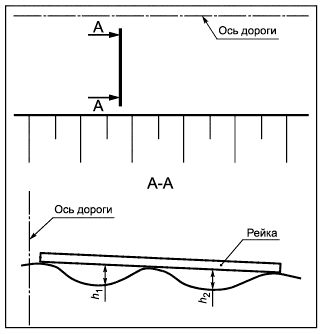 А
Ось дороги
А
А-А
Ось дороги
Рейка
h1
h2